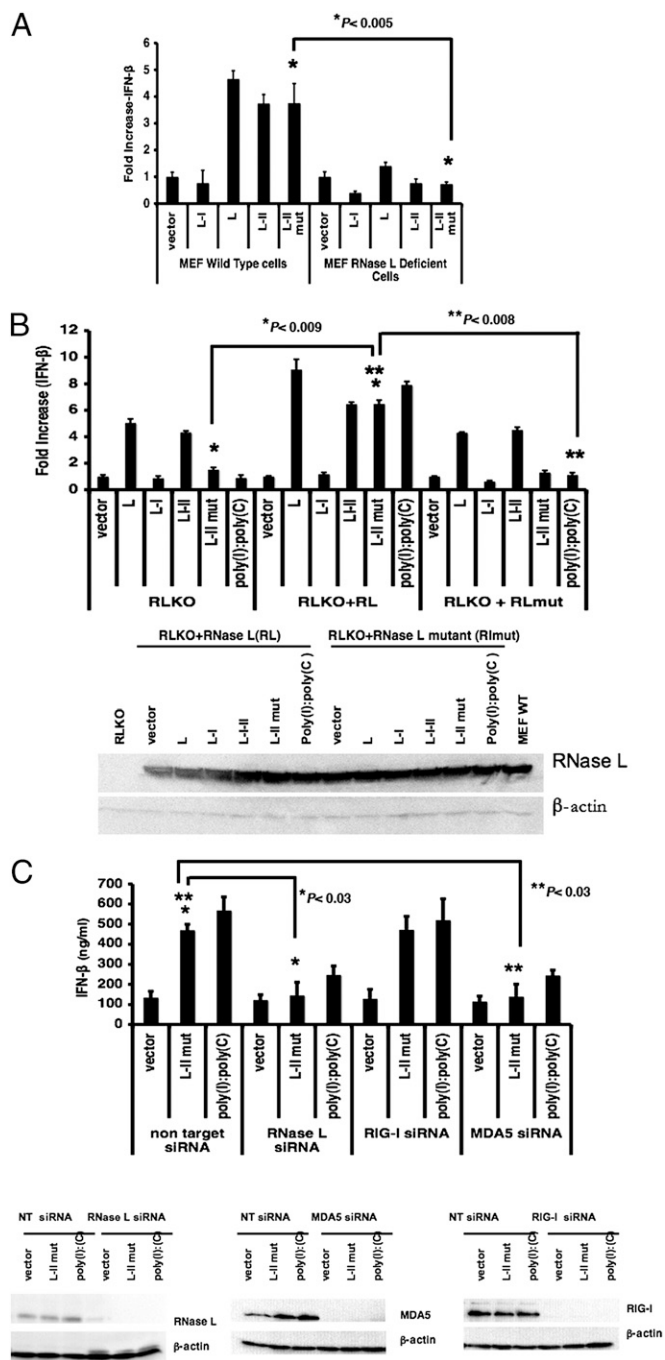 A
*P< 0.005
Fold Increase-IFN-β
6
5
4
3
2
1
0
*
*
vector
L-I
L
L-II
L-II mut
vector
L-I
L
L-II
L-II mut
MEF Wild Type cells
MEF RNase L Deficient Cells
B
*P< 0.009
**P< 0.008
Fold Increase (IFN-β)
12
10
8
6
4
2
0
*
**
*
**
vector
L
L-I
LI-II
L-II mut
poly(I):poly(C)
vector
L
L-I
LI-II
L-II mut
poly(I):poly(C)
vector
L
L-I
LI-II
L-II mut
poly(I):poly(C)
RLKO
RLKO+RL
RLKO + RLmut
RLKO+RNase L(RL)
RLKO+RNase L mutant (Rlmut)
RLKO
vector
L
L-I
L-I-II
L-II mut
Poly(I):poly(C )
vector
L
L-I
L-I-II
L-II mut
Poly(I):poly(C )
MEF WT
RNase L
β-actin
C
*P< 0.03
**P< 0.03
IFN-β (ng/ml)
700
600
500
400
300
200
100
0
**
*
*
**
vector
L-II mut
poly(I):poly(C)
vector
L-II mut
poly(I):poly(C)
vector
L-II mut
poly(I):poly(C)
vector
L-II mut
poly(I):poly(C)
non target siRNA
RNase L siRNA
RIG-I siRNA
MDA5 siRNA
NT siRNA
RNase L siRNA
vector
L-II mut
poly(I):(C)
vector
L-II mut
poly(I):(C)
RNase L
β-actin
NT siRNA
MDA5 siRNA
vector
L-II mut
poly(I):(C)
vector
L-II mut
poly(I):(C)
MDA5
β-actin
NT siRNA
RIG-I siRNA
vector
L-II mut
poly(I):(C)
vector
L-II mut
poly(I):(C)
RIG-I
β-actin